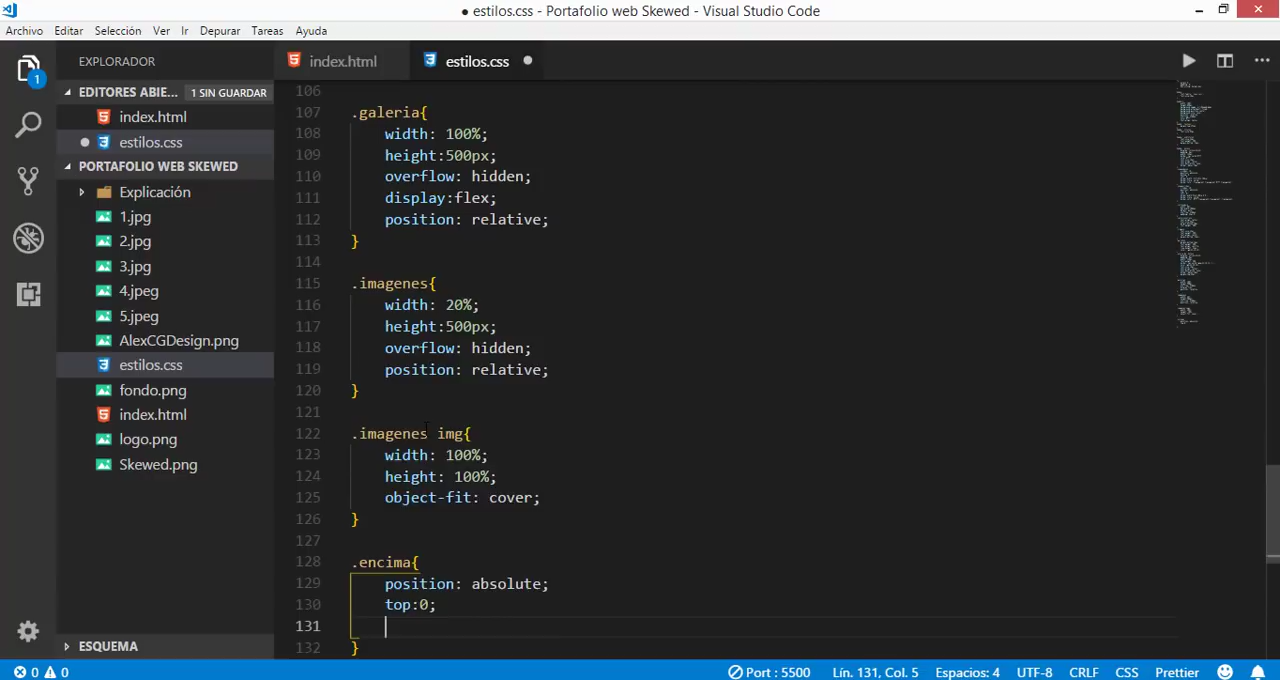 ● estilos.css - Portafolio web Skewed - Visual Studio Code
Archivo Editar Selección Ver Ir Depurar Tareas Ayuda
EXPLORADOR
index.html
estilos.css
EDITORES ABIE... 1 SIN GUARDAR
index.html
estilos.css
PORTAFOLIO WEB SKEWED
Explicación
1.jpg
2.jpg
3.jpg
4.jpeg
5.jpeg
AlexCGDesign.png
estilos.css
fondo.png
index.html
logo.png
Skewed.png
ESQUEMA
1
106
107 .galeria{
108 width: 100%;
109 height:500px;
110 overflow: hidden;
111 display:flex;
112 position: relative;
113 }
114
115 .imagenes{
116 width: 20%;
117 height:500px;
118 overflow: hidden;
119 position: relative;
120 }
121
122 .imagenes img{
123 width: 100%;
124 height: 100%;
125 object-fit: cover;
126 }
127
128 .encima{
129 position: absolute;
130 top:0;
131
132 }
0 0 Port : 5500 Lín. 131, Col. 5 Espacios: 4 UTF-8 CRLF CSS Prettier